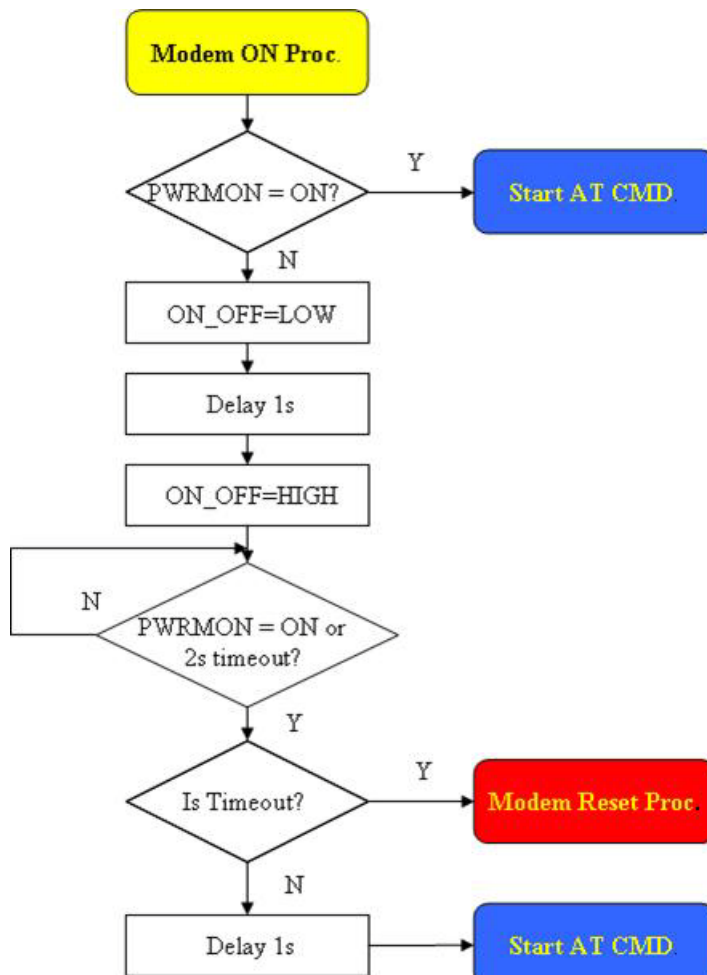 Modem ON Proc.
PWRMON = ON?
Y
Start AT CMD.
N
ON_OFF=LOW
Delay 1s
ON_OFF=HIGH
N
PWRMON = ON or
2s timeout?
Y
Is Timeout?
Y
Modem Reset Proc.
N
Delay 1s
Start AT CMD.